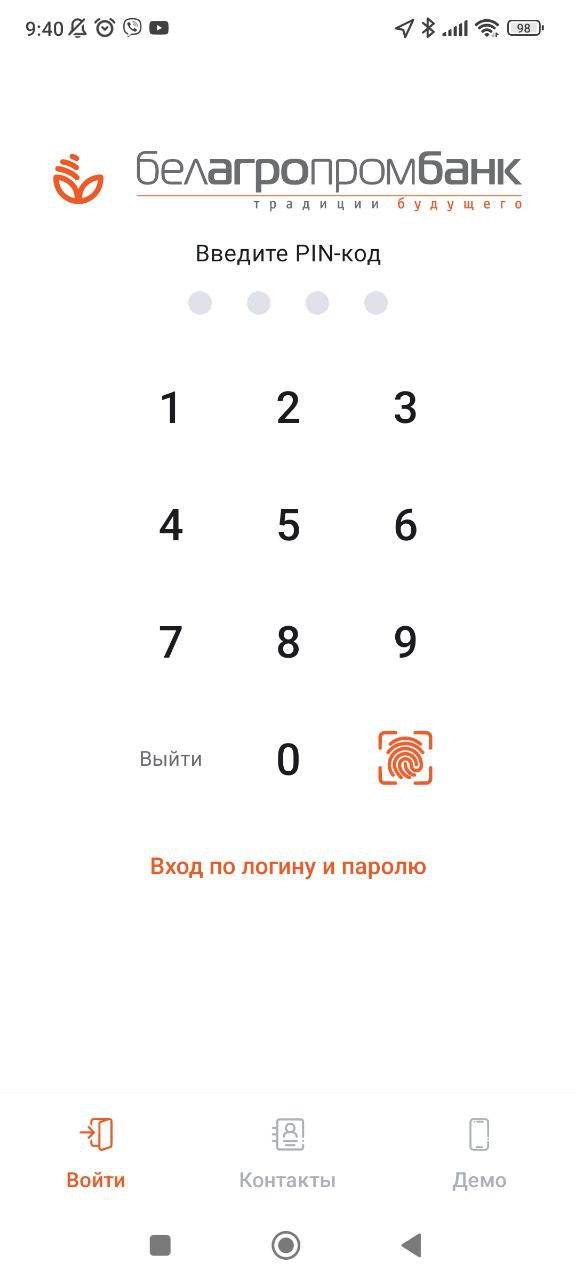 9:40
98
белагропромбанк
традиции будущего
Введите PIN-код
1 2 3
4 5 6
7 8 9
Выйти 0
Вход по логину и паролю
Войти Контакты Демо